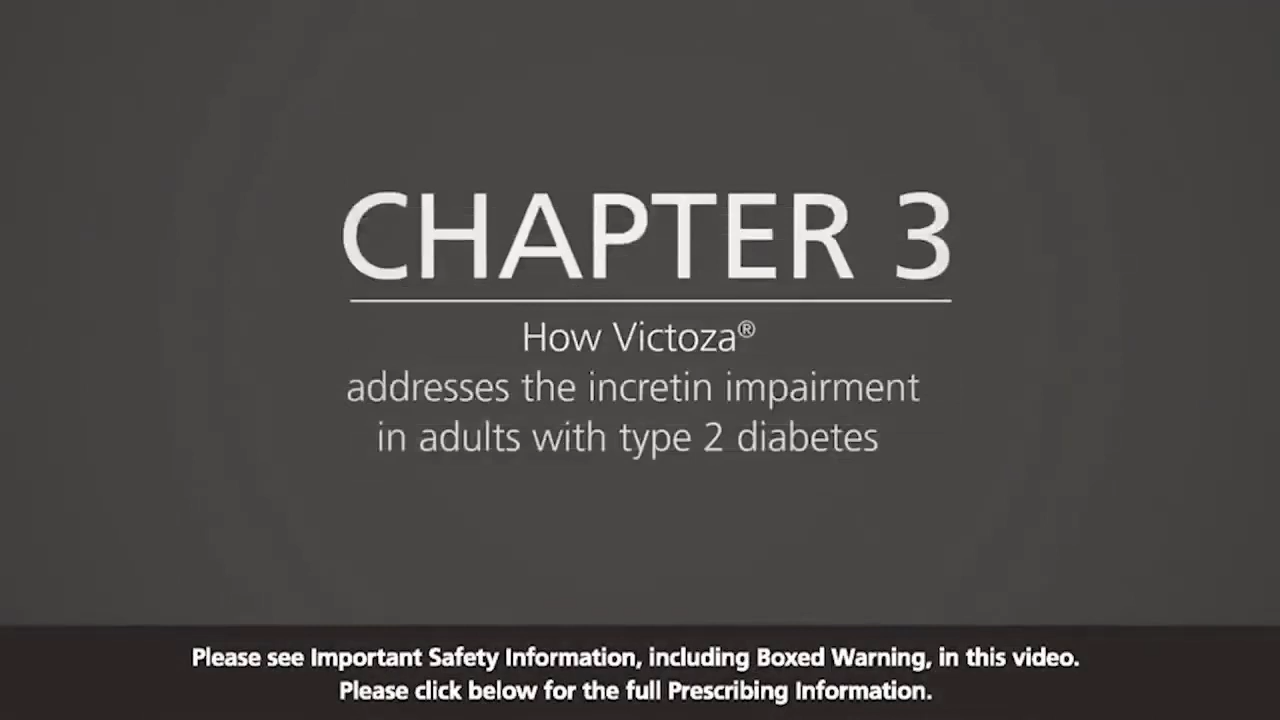 CHAPTER 3
How Victoza®
addresses the incretin impairment
in adults with type 2 diabetes
Please see Important Safety Information, including Boxed Warning, in this video.
Please click below for the full Prescribing Information.